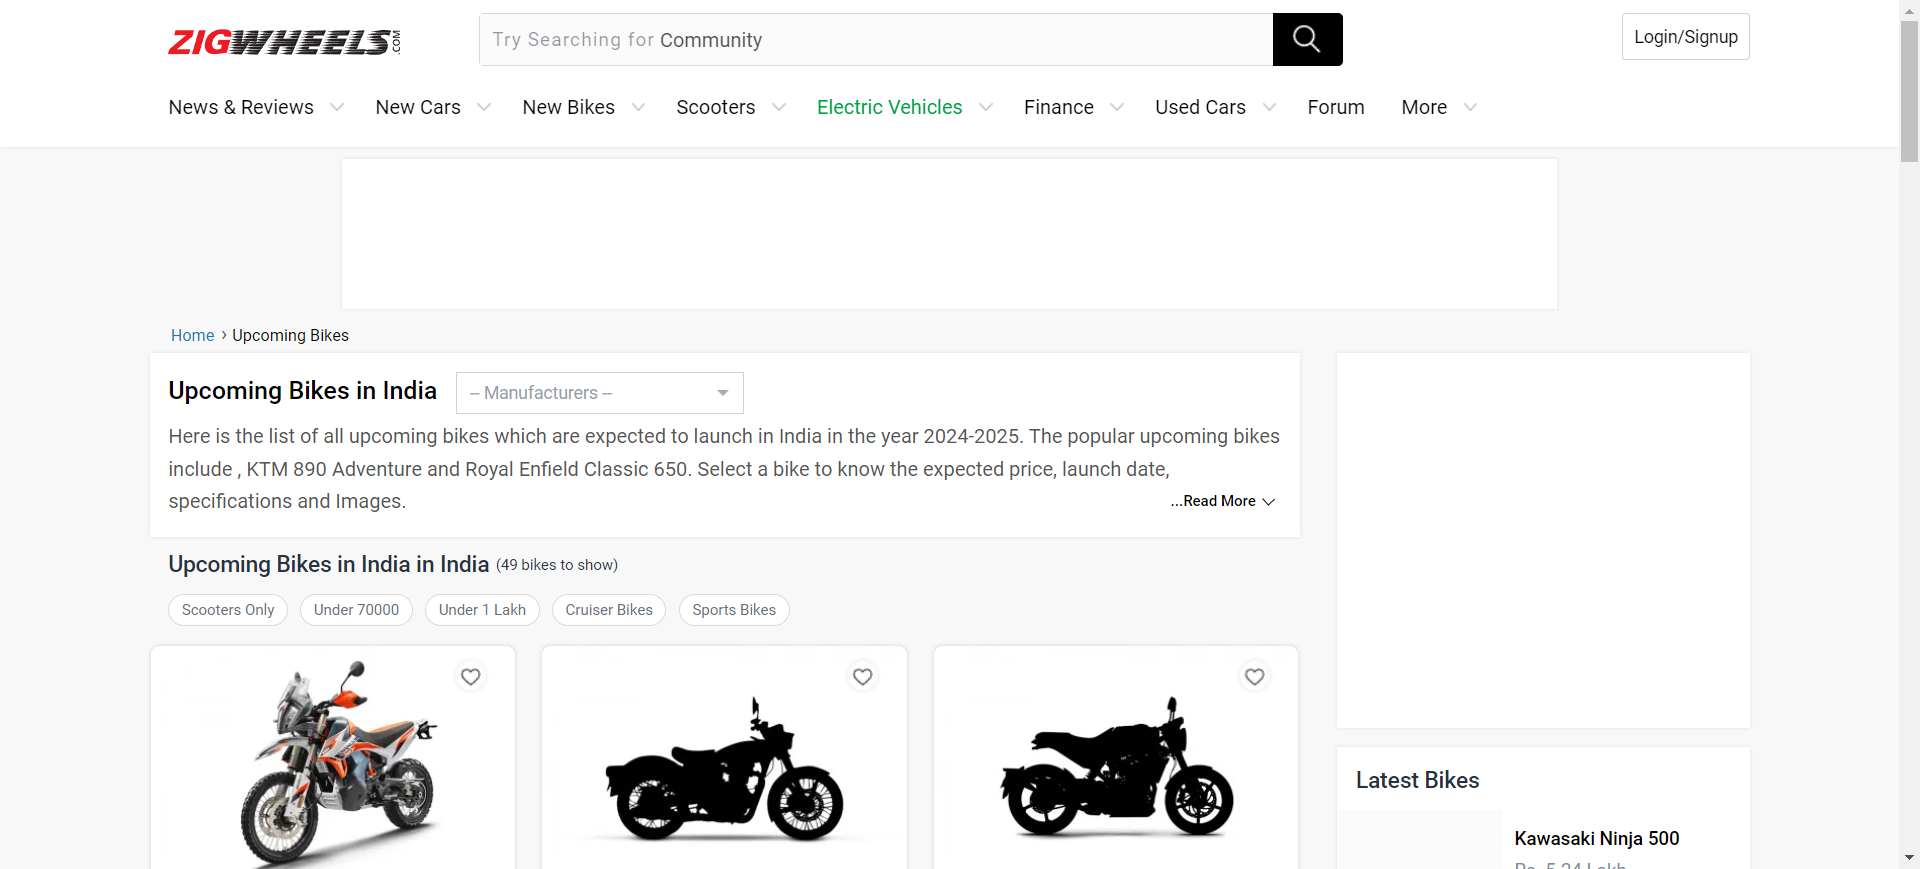 ZIGWHEELS.COM
Try Searching for Community
Login/Signup
News & Reviews
New Cars
New Bikes
Scooters
Electric Vehicles
Finance
Used Cars
Forum
More
Home › Upcoming Bikes
Upcoming Bikes in India
-- Manufacturers --
Here is the list of all upcoming bikes which are expected to launch in India in the year 2024-2025. The popular upcoming bikes
include , KTM 890 Adventure and Royal Enfield Classic 650. Select a bike to know the expected price, launch date,
specifications and Images.
...Read More
Upcoming Bikes in India in India (49 bikes to show)
Scooters Only
Under 70000
Under 1 Lakh
Cruiser Bikes
Sports Bikes
Latest Bikes
Kawasaki Ninja 500
Rs. 5.24 Lakh